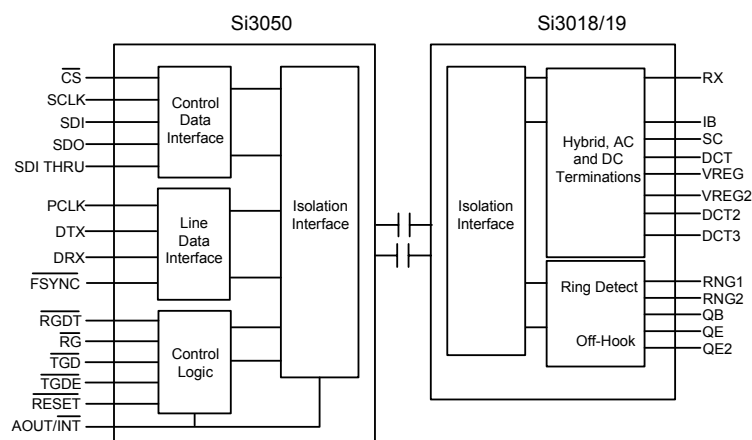 Si3050
Si3018/19
CS
SCLK
SDI
SDO
SDI THRU
Control
Data
Interface
PCLK
DTX
DRX
FSYNC
Line
Data
Interface
RGDT
RG
TGD
TGDE
RESET
AOUT/INT
Control
Logic
Isolation
Interface
Isolation
Interface
Hybrid, AC
and DC
Terminations
Ring Detect
Off-Hook
RX
IB
SC
DCT
VREG
VREG2
DCT2
DCT3
RNG1
RNG2
QB
QE
QE2